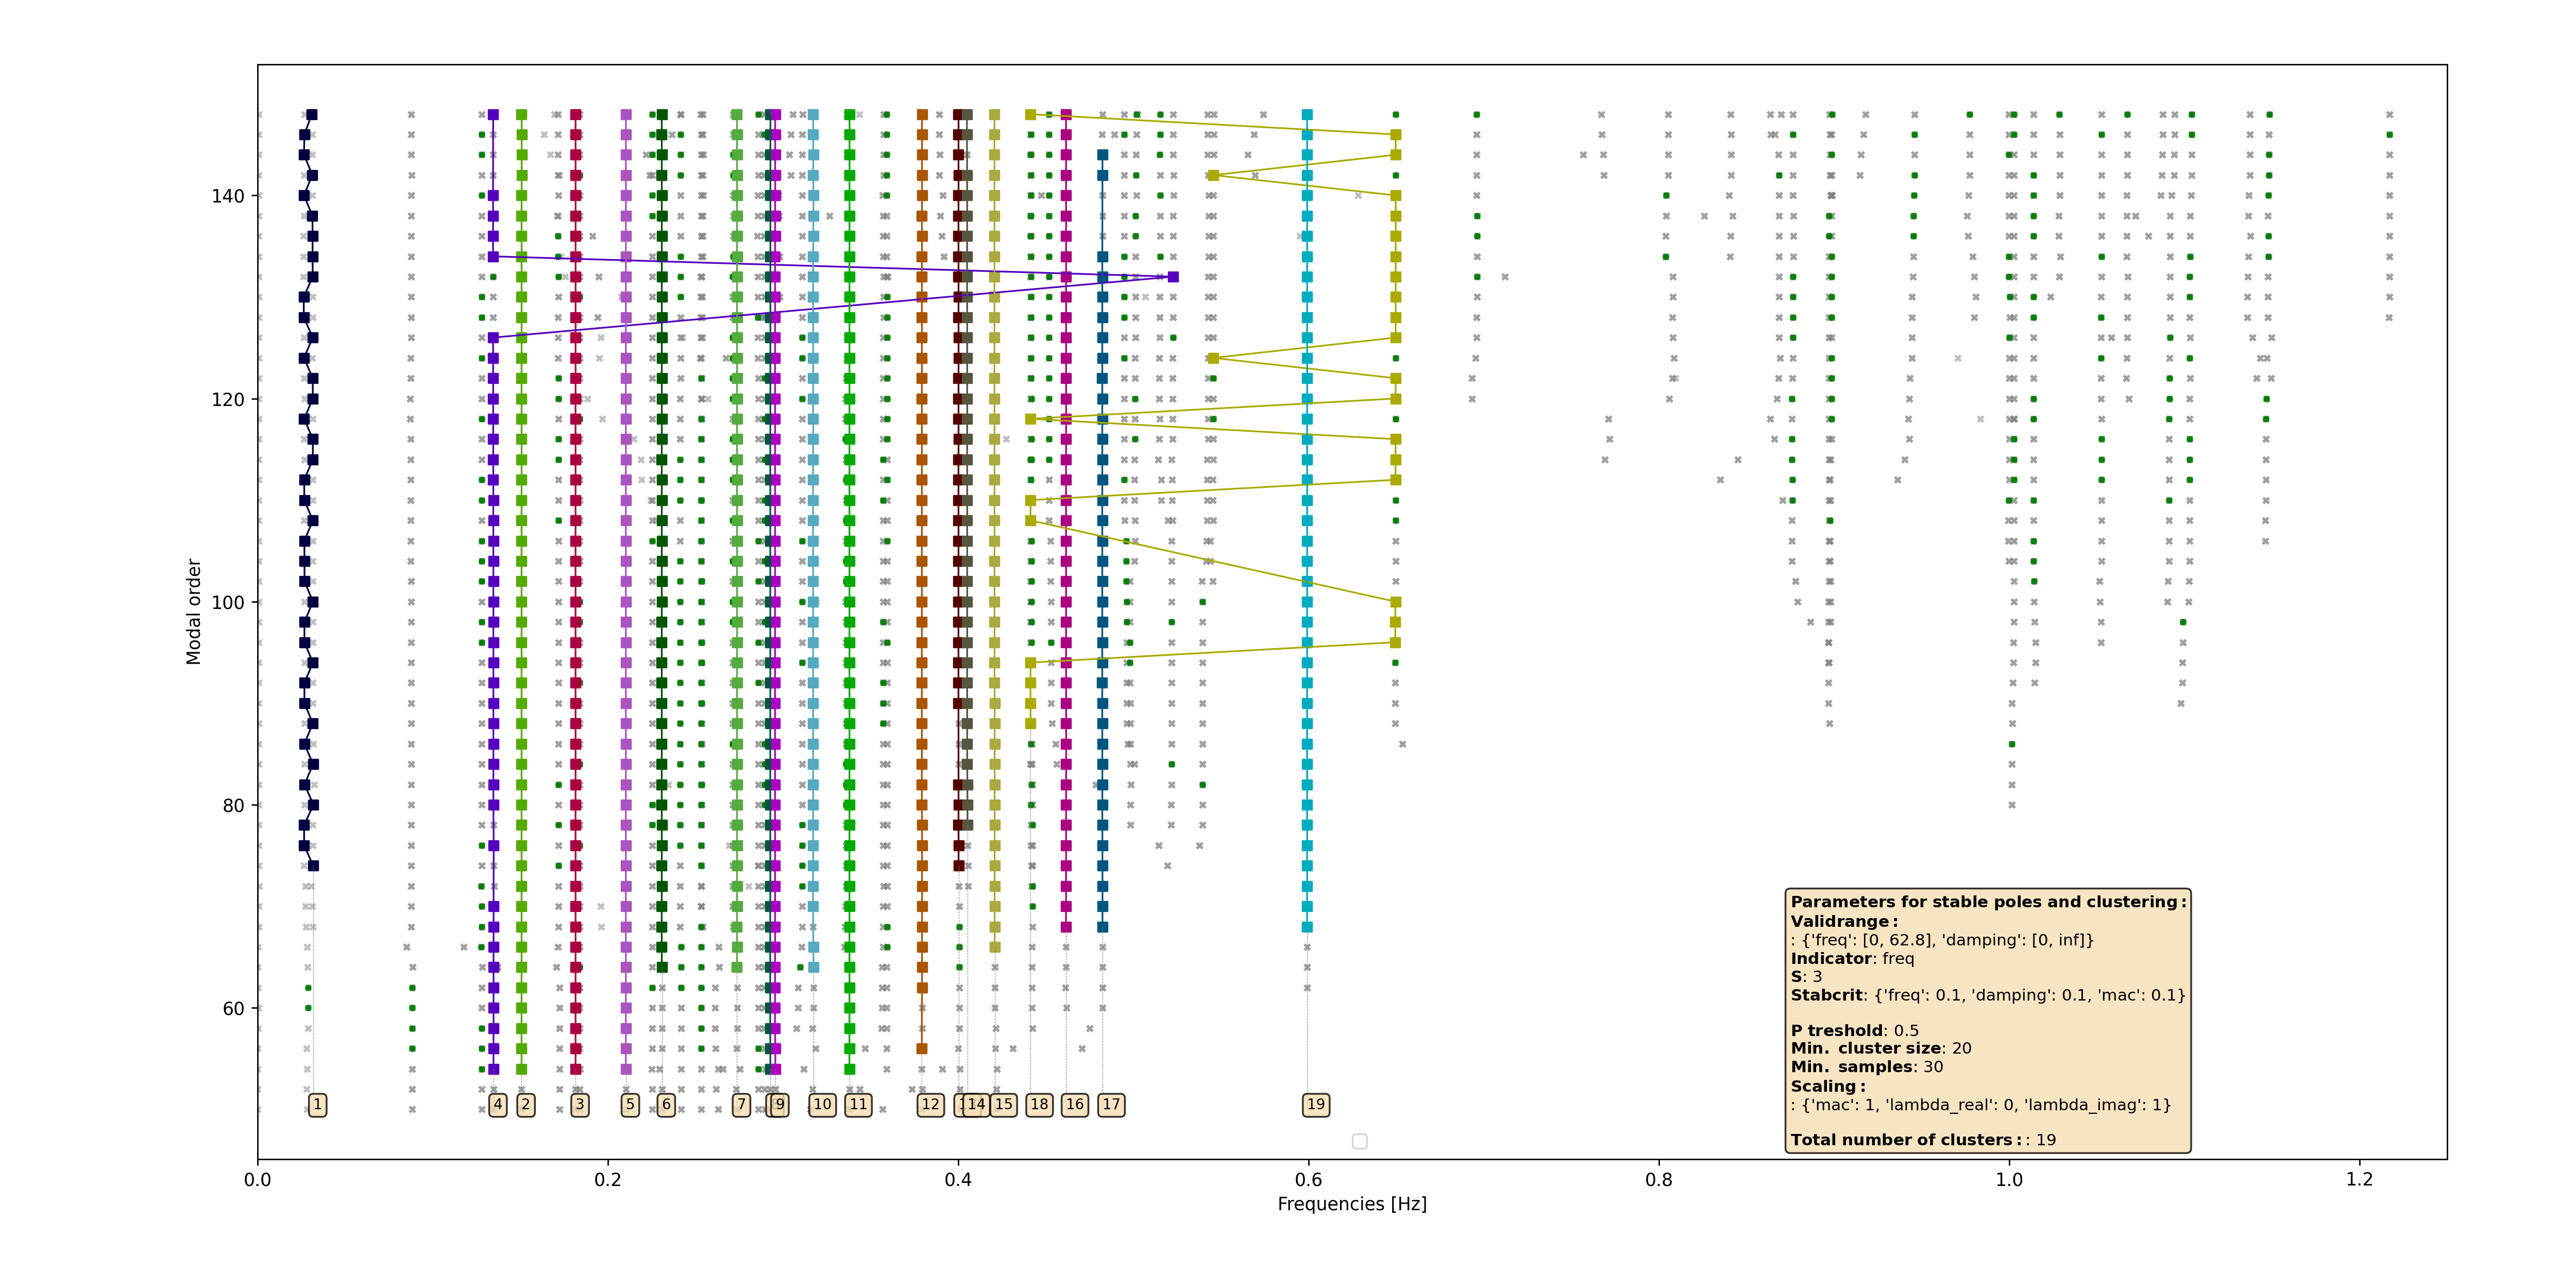 140
120
100
80
60
Modal order
Parameters for stable poles and clustering:
Validrange:
: {'freq': [0, 62.8], 'damping': [0, inf]}
Indicator: freq
S: 3
Stabcrit: {'freq': 0.1, 'damping': 0.1, 'mac': 0.1}
P treshold: 0.5
Min. cluster size: 20
Min. samples: 30
Scaling:
: {'mac': 1, 'lambda_real': 0, 'lambda_imag': 1}
Total number of clusters: : 19
1 4 2 3 5 6 7 9 10 11 12 14 15 18 16 17 19
0.0 0.2 0.4 0.6 0.8 1.0 1.2
Frequencies [Hz]